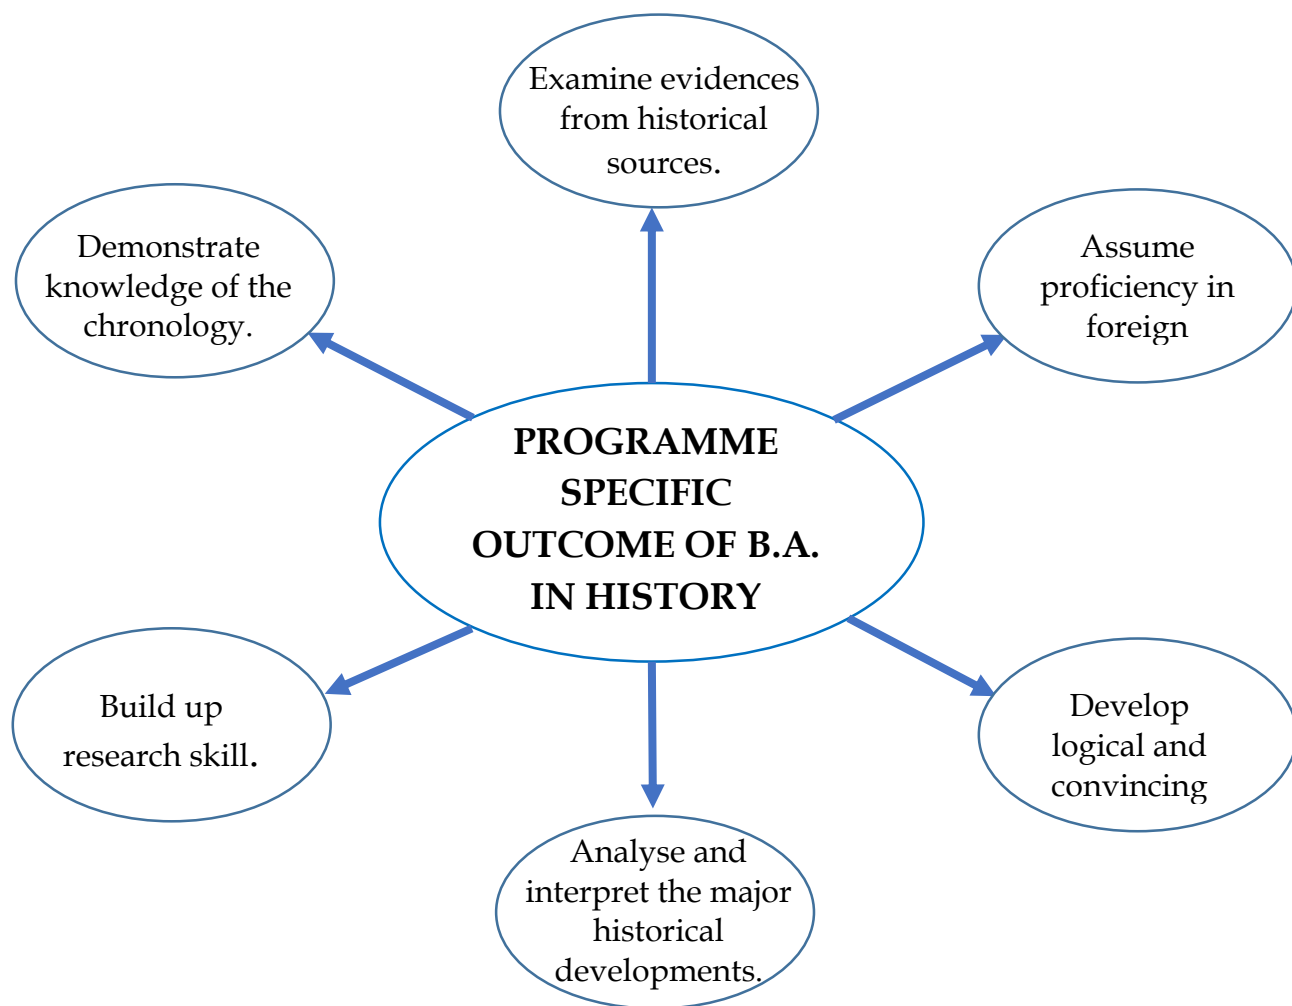 Examine evidences
from historical
sources.
Demonstrate
knowledge of the
chronology.
Assume
proficiency in
foreign
PROGRAMME
SPECIFIC
OUTCOME OF B.A.
IN HISTORY
Build up
research skill.
Develop
logical and
convincing
Analyse and
interpret the major
historical
developments.